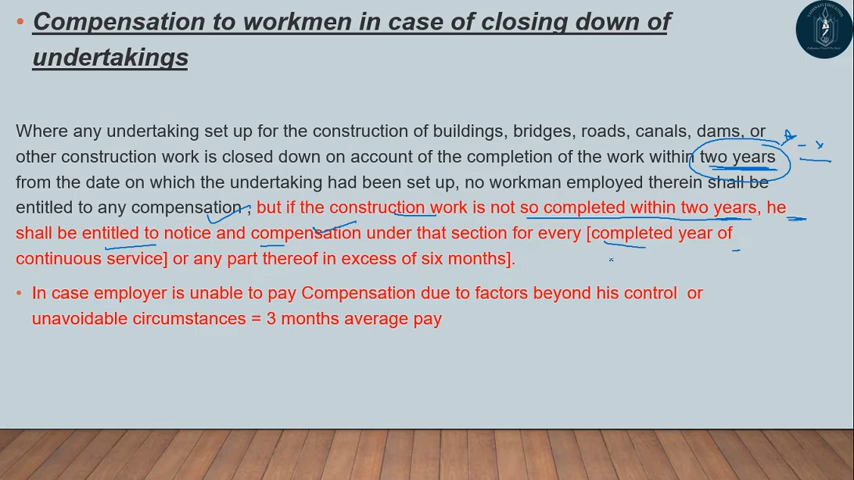 • Compensation to workmen in case of closing down of
undertakings
Where any undertaking set up for the construction of buildings, bridges, roads, canals, dams, or
other construction work is closed down on account of the completion of the work within two years
from the date on which the undertaking had been set up, no workman employed therein shall be
entitled to any compensation , but if the construction work is not so completed within two years, he
shall be entitled to notice and compensation under that section for every [completed year of
continuous service] or any part thereof in excess of six months].
• In case employer is unable to pay Compensation due to factors beyond his control or
unavoidable circumstances = 3 months average pay